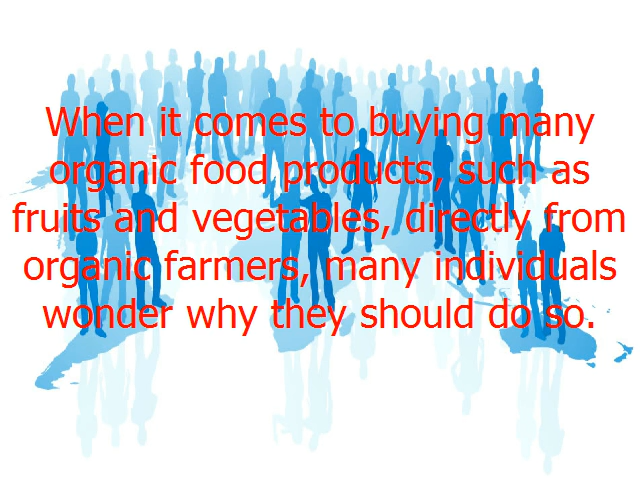 When it comes to buying many
organic food products, such as
fruits and vegetables, directly from
organic farmers, many individuals
wonder why they should do so.